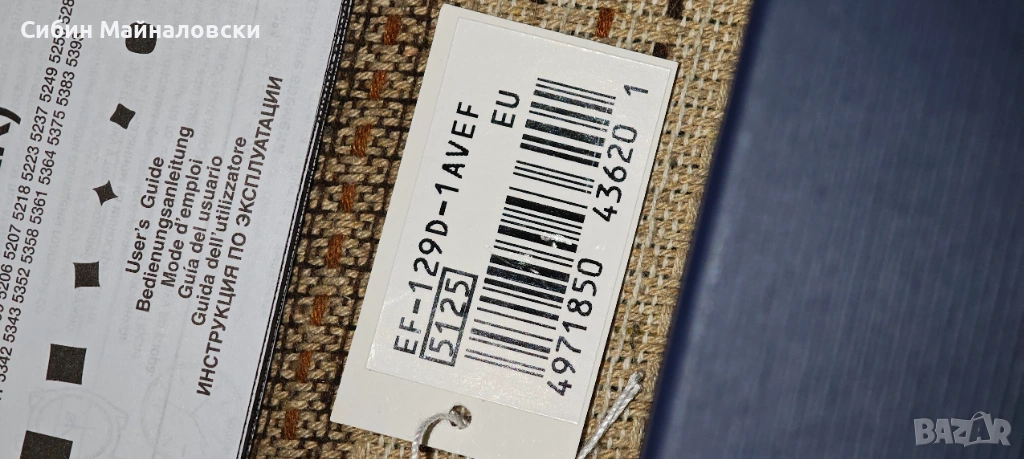 Сибин Майналовски
5206 5207 5218 5223 5237 5249 525
5342 5343 5352 5358 5361 5364 5375 5383 5395
User's Guide
Bedienungsanleitung
Mode d'emploi
Guía del usuario
Guida dell'utilizzatore
ИНСТРУКЦИЯ ПО ЭКСПЛУАТАЦИИ
EF-129D-1AVEF
5125 EU
4971850 43620 1
BAZAR